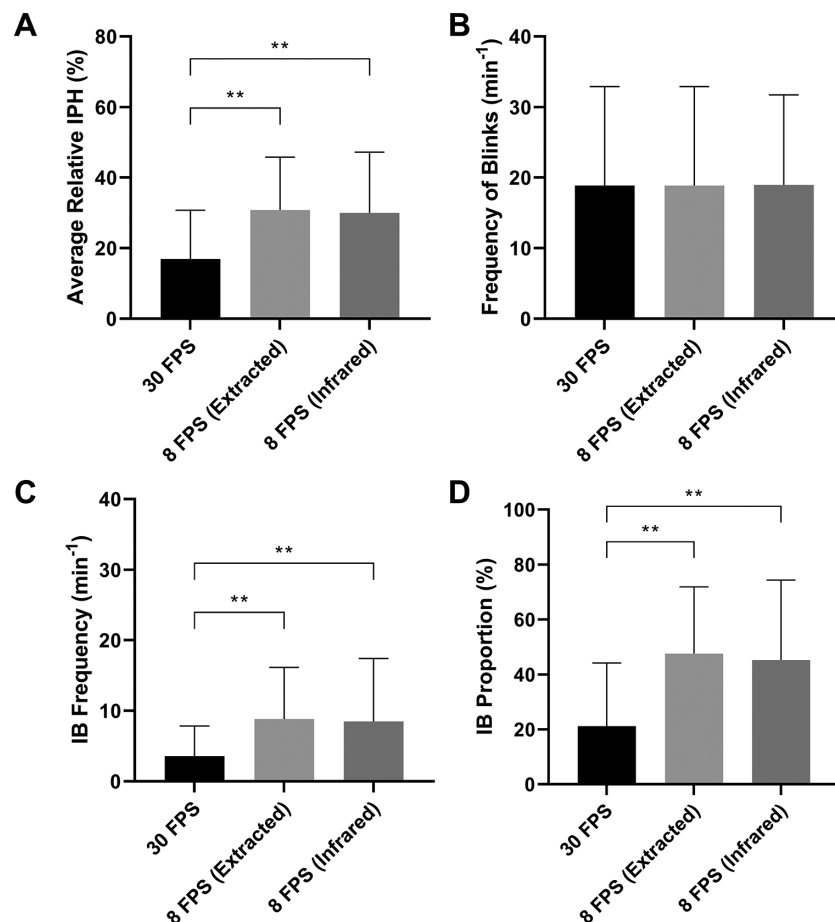 A
Average Relative IPH (%)
80
60
40
20
0
**
**
30 FPS
8 FPS (Extracted)
8 FPS (Infrared)
B
Frequency of Blinks (min⁻¹)
40
30
20
10
0
30 FPS
8 FPS (Extracted)
8 FPS (Infrared)
C
IB Frequency (min⁻¹)
40
30
20
10
0
**
**
30 FPS
8 FPS (Extracted)
8 FPS (Infrared)
D
IB Proportion (%)
100
80
60
40
20
0
**
**
30 FPS
8 FPS (Extracted)
8 FPS (Infrared)